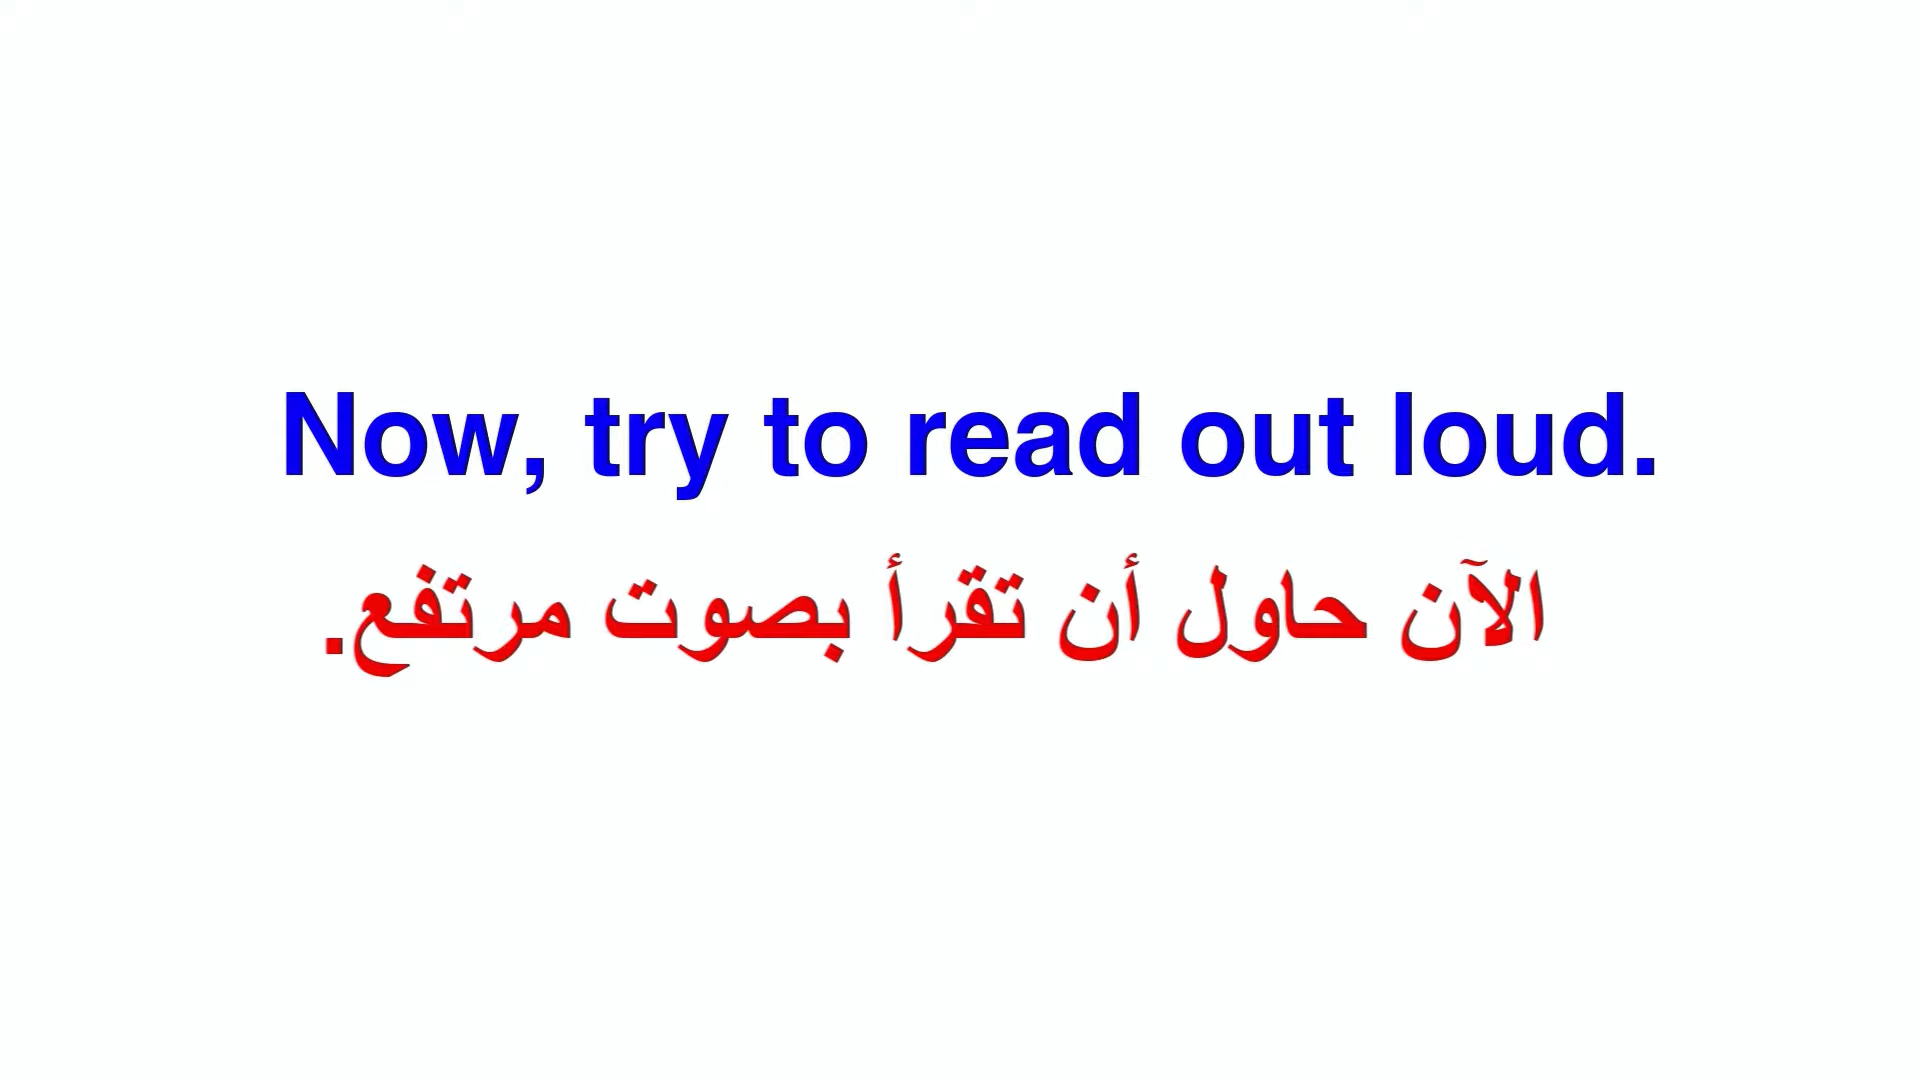 Now, try to read out loud.
الآن حاول أن تقرأ بصوت مرتفع.